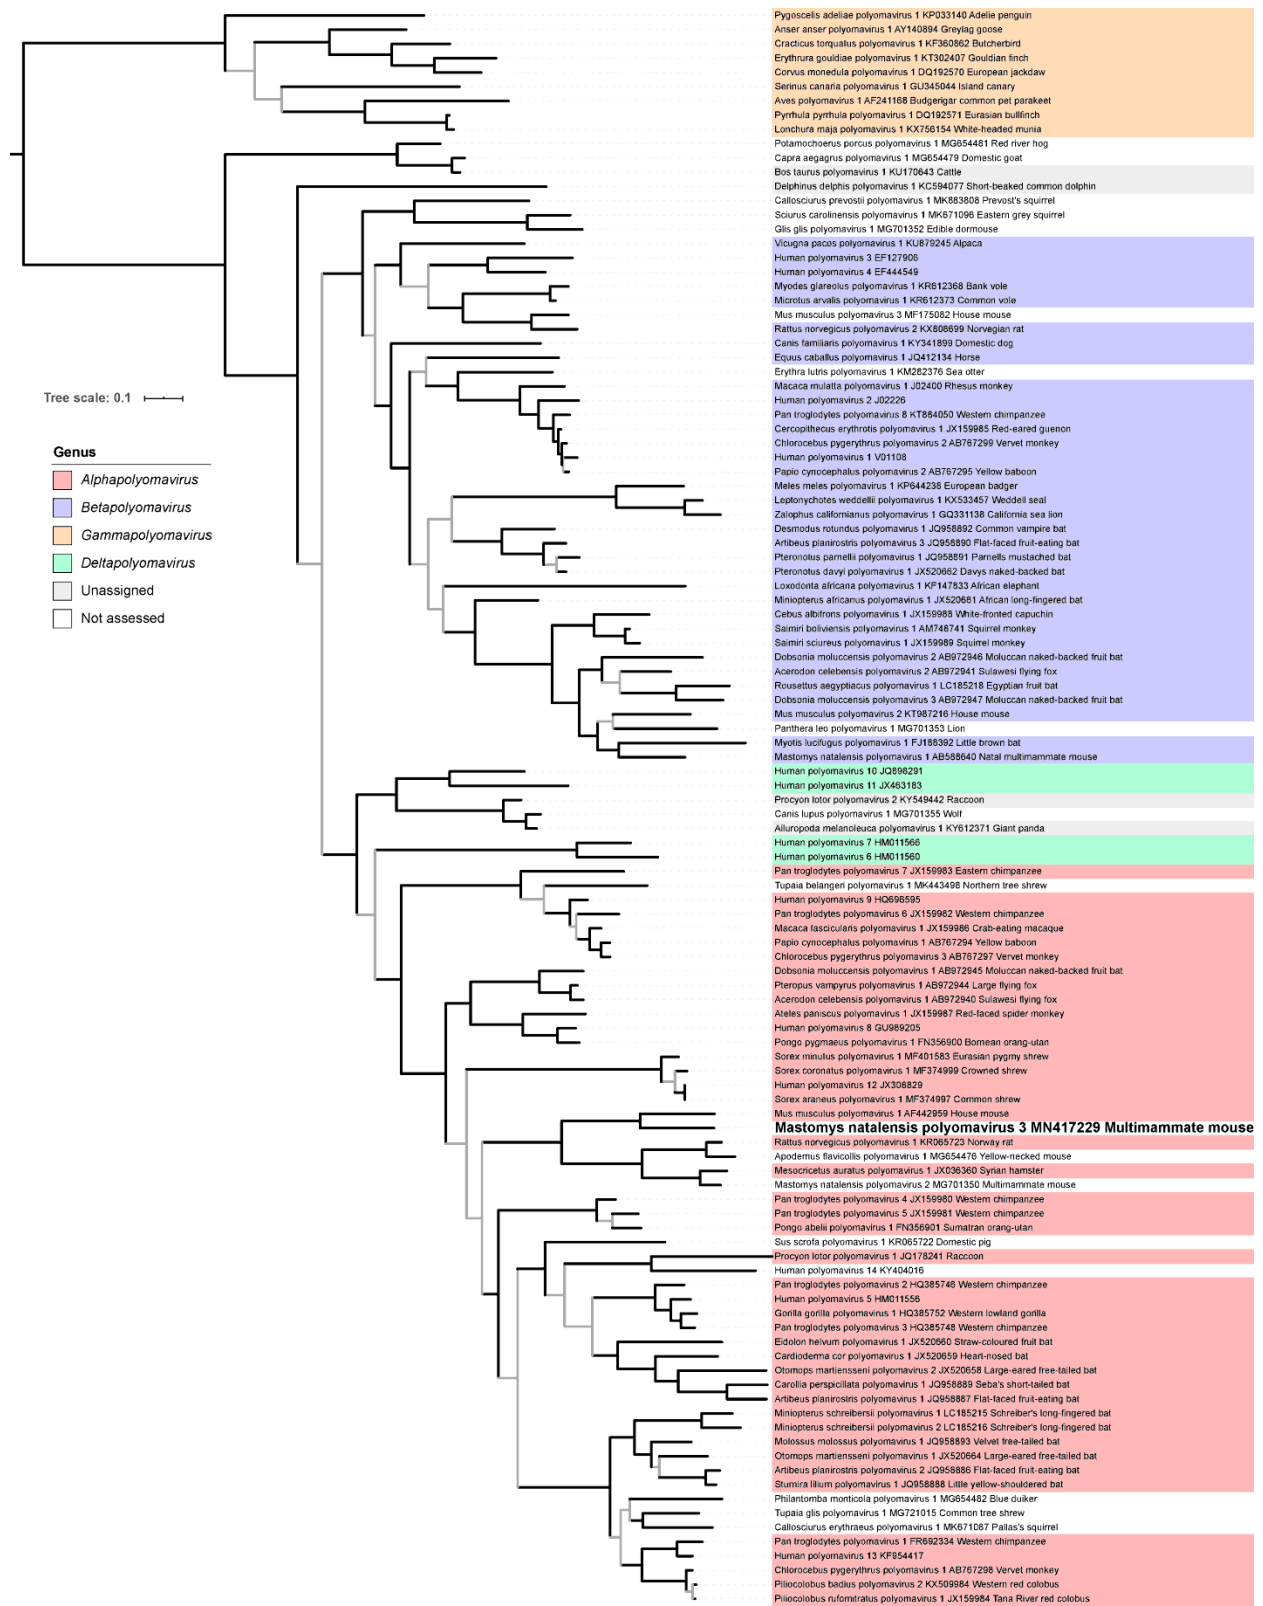 Pygoscelis adeliae polyomavirus 1 KP033140 Adelie penguin
Anser anser polyomavirus 1 AY140894 Greylag goose
Cracticus torquatus polyomavirus 1 KF360862 Butcherbird
Erythrura gouldiae polyomavirus 1 KT302407 Gouldian finch
Corvus monedula polyomavirus 1 DQ192570 European jackdaw
Serinus canaria polyomavirus 1 GU345044 Island canary
Aves polyomavirus 1 AF241168 Budgerigar common pet parakeet
Pyrrhula pyrrhula polyomavirus 1 DQ192571 Eurasian bullfinch
Lonchura maja polyomavirus 1 KX756154 White-headed munia
Potamochoerus porcus polyomavirus 1 MG654481 Red river hog
Capra aegagrus polyomavirus 1 MG654479 Domestic goat
Bos taurus polyomavirus 1 KU170643 Cattle
Delphinus delphis polyomavirus 1 KC594077 Short-beaked common dolphin
Callosciurus prevostii polyomavirus 1 MK883808 Prevost's squirrel
Sciurus carolinensis polyomavirus 1 MK671096 Eastern grey squirrel
Glis glis polyomavirus 1 MG701352 Edible dormouse
Vicugna pacos polyomavirus 1 KU879245 Alpaca
Human polyomavirus 3 EF127906
Human polyomavirus 4 EF444549
Myodes glareolus polyomavirus 1 KR612368 Bank vole
Microtus arvalis polyomavirus 1 KR612373 Common vole
Mus musculus polyomavirus 3 MF175082 House mouse
Rattus norvegicus polyomavirus 2 KX808699 Norwegian rat
Canis familiaris polyomavirus 1 KY341899 Domestic dog
Equus caballus polyomavirus 1 JQ412134 Horse
Erythra lutris polyomavirus 1 KM282376 Sea otter
Macaca mulatta polyomavirus 1 J02400 Rhesus monkey
Human polyomavirus 2 J02226
Pan troglodytes polyomavirus 8 KT884050 Western chimpanzee
Cercopithecus erythrotis polyomavirus 1 JX159985 Red-eared guenon
Chlorocebus pygerythrus polyomavirus 2 AB767299 Vervet monkey
Human polyomavirus 1 V01108
Papio cynocephalus polyomavirus 2 AB767295 Yellow baboon
Meles meles polyomavirus 1 KP644238 European badger
Leptonychotes weddellii polyomavirus 1 KX533457 Weddell seal
Zalophus californianus polyomavirus 1 GQ331138 California sea lion
Desmodus rotundus polyomavirus 1 JQ958892 Common vampire bat
Artibeus planirostris polyomavirus 3 JQ958890 Flat-faced fruit-eating bat
Pteronotus parnellii polyomavirus 1 JQ958891 Parnells mustached bat
Pteronotus davyi polyomavirus 1 JX520662 Davys naked-backed bat
Loxodonta africana polyomavirus 1 KF147833 African elephant
Miniopterus africanus polyomavirus 1 JX520661 African long-fingered bat
Cebus albifrons polyomavirus 1 JX159988 White-fronted capuchin
Saimiri boliviensis polyomavirus 1 AM748741 Squirrel monkey
Saimiri sciureus polyomavirus 1 JX159989 Squirrel monkey
Dobsonia moluccensis polyomavirus 2 AB972946 Moluccan naked-backed fruit bat
Acerodon celebensis polyomavirus 2 AB972941 Sulawesi flying fox
Rousettus aegyptiacus polyomavirus 1 LC185218 Egyptian fruit bat
Dobsonia moluccensis polyomavirus 3 AB972947 Moluccan naked-backed fruit bat
Mus musculus polyomavirus 2 KT987216 House mouse
Panthera leo polyomavirus 1 MG701353 Lion
Myotis lucifugus polyomavirus 1 FJ188392 Little brown bat
Mastomys natalensis polyomavirus 1 AB588640 Natal multimammate mouse
Human polyomavirus 10 JQ898291
Human polyomavirus 11 JX463183
Procyon lotor polyomavirus 2 KY549442 Raccoon
Canis lupus polyomavirus 1 MG701355 Wolf
Ailuropoda melanoleuca polyomavirus 1 KY612371 Giant panda
Human polyomavirus 7 HM011566
Human polyomavirus 6 HM011560
Pan troglodytes polyomavirus 7 JX159983 Eastern chimpanzee
Tupaia belangeri polyomavirus 1 MK443498 Northern tree shrew
Human polyomavirus 9 HQ696595
Pan troglodytes polyomavirus 6 JX159982 Western chimpanzee
Macaca fascicularis polyomavirus 1 JX159986 Crab-eating macaque
Papio cynocephalus polyomavirus 1 AB767294 Yellow baboon
Chlorocebus pygerythrus polyomavirus 3 AB767297 Vervet monkey
Dobsonia moluccensis polyomavirus 1 AB972945 Moluccan naked-backed fruit bat
Pteropus vampyrus polyomavirus 1 AB972944 Large flying fox
Acerodon celebensis polyomavirus 1 AB972940 Sulawesi flying fox
Ateles paniscus polyomavirus 1 JX159987 Red-faced spider monkey
Human polyomavirus 8 GU989205
Pongo pygmaeus polyomavirus 1 FN356900 Bornean orang-utan
Sorex minutus polyomavirus 1 MF401583 Eurasian pygmy shrew
Sorex coronatus polyomavirus 1 MF374999 Crowned shrew
Human polyomavirus 12 JX308829
Sorex araneus polyomavirus 1 MF374997 Common shrew
Mus musculus polyomavirus 1 AF442959 House mouse
Mastomys natalensis polyomavirus 3 MN417229 Multimammate mouse
Rattus norvegicus polyomavirus 1 KR065723 Norway rat
Apodemus flavicollis polyomavirus 1 MG654476 Yellow-necked mouse
Mesocricetus auratus polyomavirus 1 JX036360 Syrian hamster
Mastomys natalensis polyomavirus 2 MG701350 Multimammate mouse
Pan troglodytes polyomavirus 4 JX159980 Western chimpanzee
Pan troglodytes polyomavirus 5 JX159981 Western chimpanzee
Pongo abelii polyomavirus 1 FN356901 Sumatran orang-utan
Sus scrofa polyomavirus 1 KR065722 Domestic pig
Procyon lotor polyomavirus 1 JQ178241 Raccoon
Human polyomavirus 14 KY404016
Pan troglodytes polyomavirus 2 HQ385746 Western chimpanzee
Human polyomavirus 5 HM011556
Gorilla gorilla polyomavirus 1 HQ385752 Western lowland gorilla
Pan troglodytes polyomavirus 3 HQ385748 Western chimpanzee
Eidolon helvum polyomavirus 1 JX520660 Straw-coloured fruit bat
Cardioderma cor polyomavirus 1 JX520659 Heart-nosed bat
Otomops martiensseni polyomavirus 2 JX520658 Large-eared free-tailed bat
Carollia perspicillata polyomavirus 1 JQ958889 Seba's short-tailed bat
Artibeus planirostris polyomavirus 1 JQ958887 Flat-faced fruit-eating bat
Miniopterus schreibersii polyomavirus 1 LC185215 Schreiber's long-fingered bat
Miniopterus schreibersii polyomavirus 2 LC185216 Schreiber's long-fingered bat
Molossus molossus polyomavirus 1 JQ958893 Velvet free-tailed bat
Otomops martiensseni polyomavirus 1 JX520664 Large-eared free-tailed bat
Artibeus planirostris polyomavirus 2 JQ958886 Flat-faced fruit-eating bat
Sturnira lilium polyomavirus 1 JQ958888 Little yellow-shouldered bat
Philantomba monticola polyomavirus 1 MG654482 Blue duiker
Tupaia glis polyomavirus 1 MG721015 Common tree shrew
Callosciurus erythraeus polyomavirus 1 MK671087 Pallas's squirrel
Pan troglodytes polyomavirus 1 FR692334 Western chimpanzee
Human polyomavirus 13 KF954417
Chlorocebus pygerythrus polyomavirus 1 AB767298 Vervet monkey
Piliocolobus badius polyomavirus 2 KX509984 Western red colobus
Piliocolobus rufomitratus polyomavirus 1 JX159984 Tana River red colobus
Tree scale: 0.1
Genus
Alphapolyomavirus
Betapolyomavirus
Gammapolyomavirus
Deltapolyomavirus
Unassigned
Not assessed